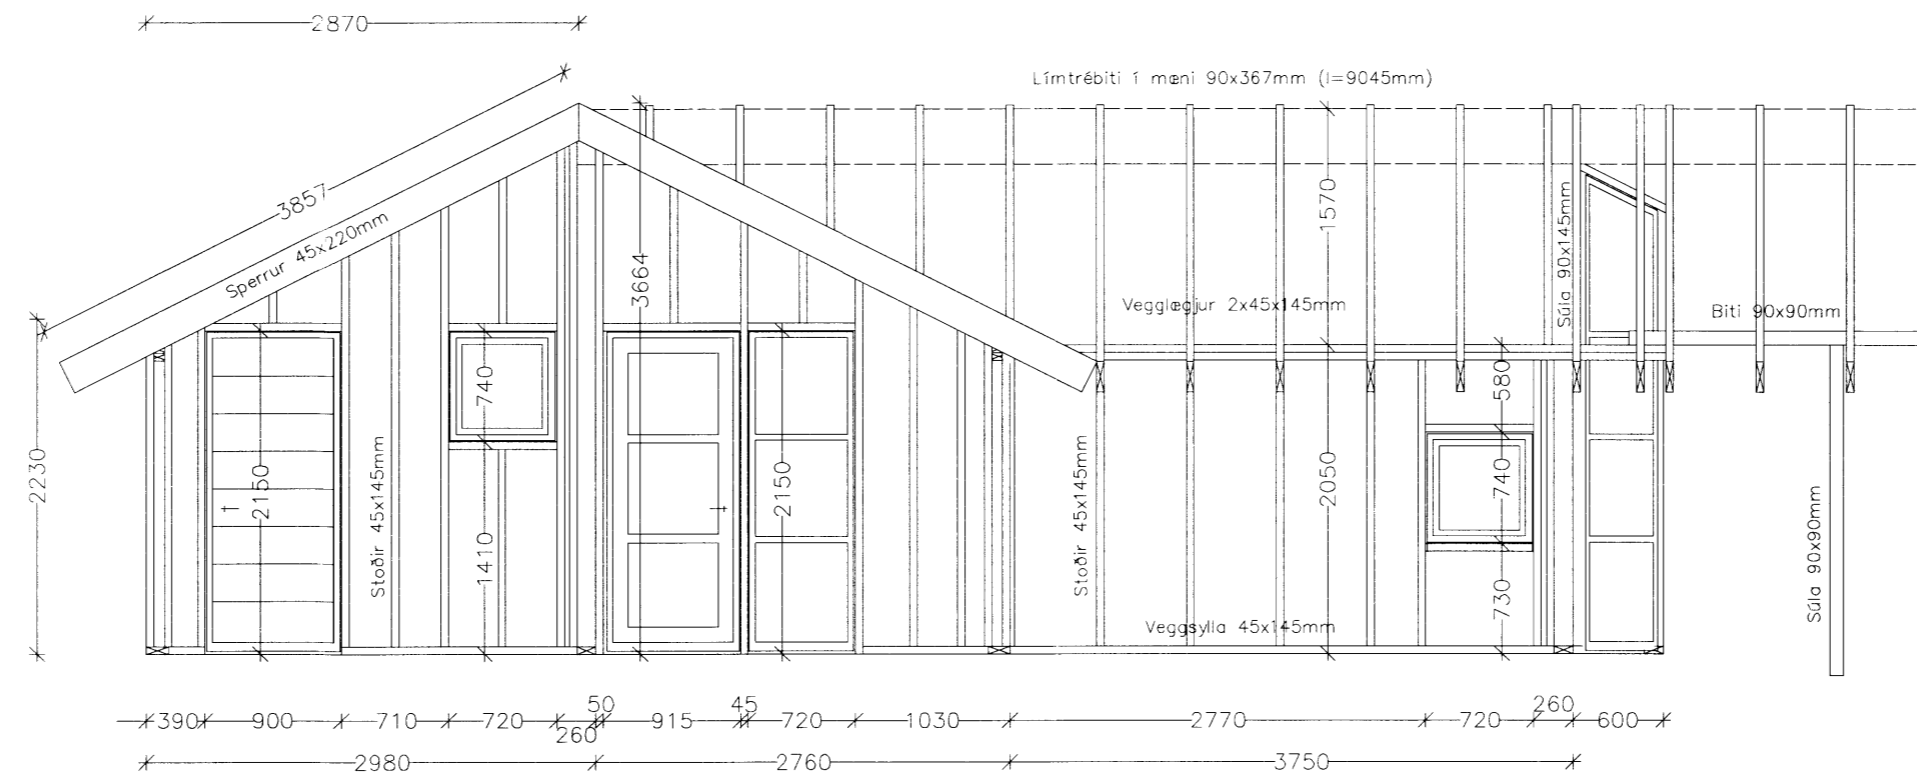 2870
Límtrébiti í mæni 90x367mm (l=9045mm)
3857
Sperrur 45x220mm
3664
1570
Súla 90x145mm
Vegglægjur 2x45x145mm
Biti 90x90mm
2230
2150
Stoðir 45x145mm
740
1410
2150
Stoðir 45x145mm
2050
580
740
730
Súla 90x90mm
Veggsylla 45x145mm
390 900 710 720 260 50 915 45 720 1030 2770 720 260 600
2980 2760 3750